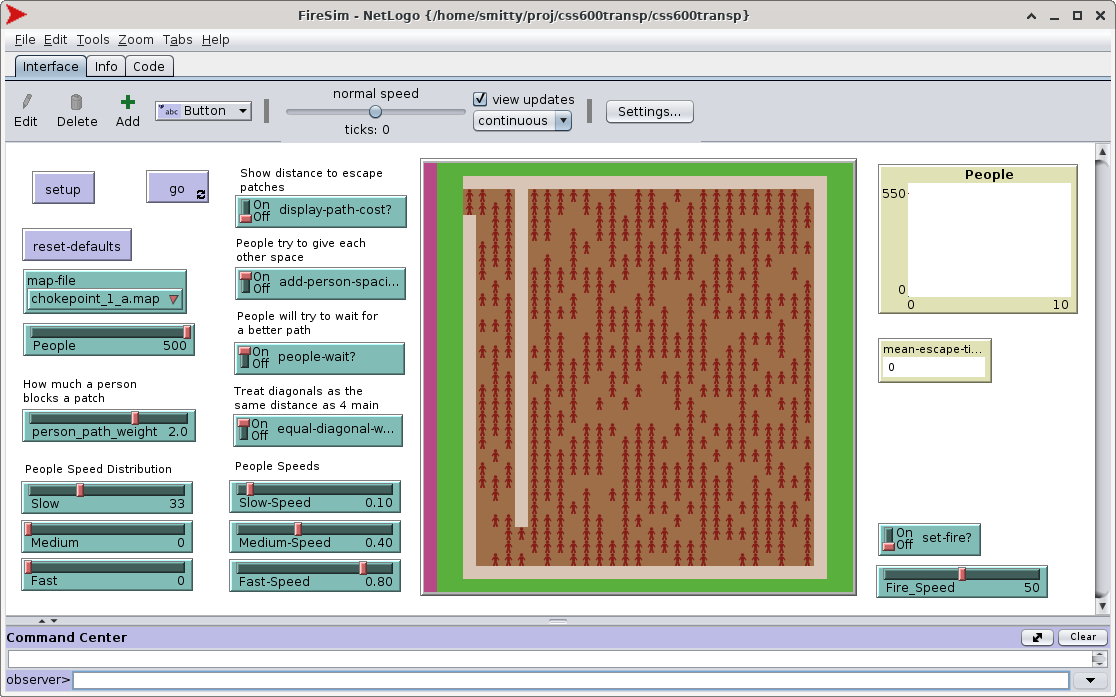 FireSim - NetLogo {/home/smitty/proj/css600transp/css600transp}
File Edit Tools Zoom Tabs Help
Interface Info Code
normal speed
view updates
Edit Delete Add
abc Button
continuous
Settings...
ticks: 0
setup
go
reset-defaults
map-file
chokepoint_1_a.map
People 500
How much a person
blocks a patch
person_path_weight 2.0
People Speed Distribution
Slow 33
Medium 0
Fast 0
Show distance to escape
patches
On
Off
display-path-cost?
People try to give each
other space
On
Off
add-person-spaci...
People will try to wait for
a better path
On
Off
people-wait?
Treat diagonals as the
same distance as 4 main
On
Off
equal-diagonal-w...
People Speeds
Slow-Speed 0.10
Medium-Speed 0.40
Fast-Speed 0.80
People
550
0
0 10
mean-escape-ti...
0
On
Off
set-fire?
Fire_Speed 50
Command Center
Clear
observer>